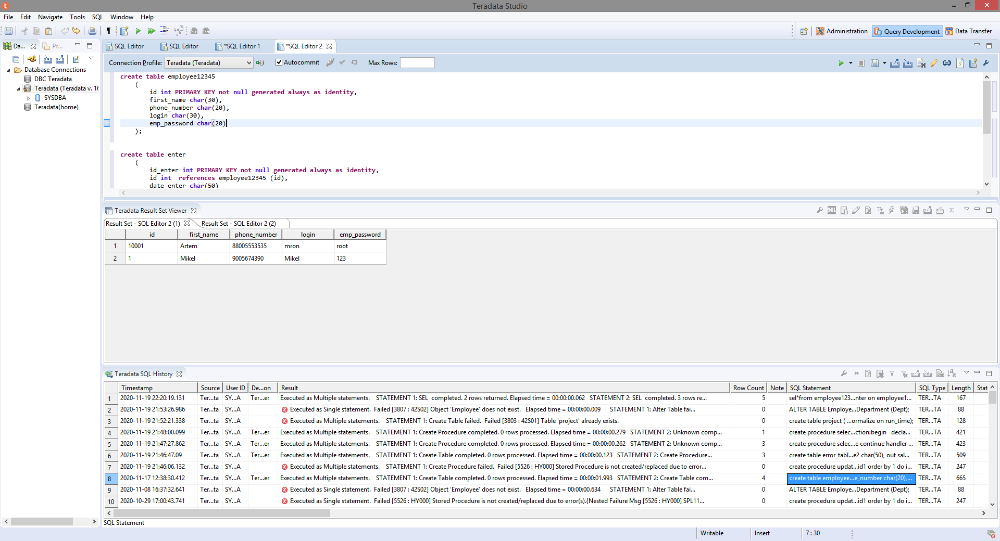 Teradata Studio
File Edit Navigate Tools SQL Window Help
Administration Query Development Data Transfer
Da... Pr...
Database Connections
DBC Teradata
Teradata (Teradata v. 16
SYSDBA
Teradata(home)
SQL Editor SQL Editor *SQL Editor 1 *SQL Editor 2
Connection Profile: Teradata (Teradata) Autocommit Max Rows:
create table employee12345
(
id int PRIMARY KEY not null generated always as identity,
first_name char(30),
phone_number char(20),
login char(30),
emp_password char(20)
);
create table enter
(
id_enter int PRIMARY KEY not null generated always as identity,
id int references employee12345 (id),
date enter char(50)
Teradata Result Set Viewer
Result Set - SQL Editor 2 (1) Result Set - SQL Editor 2 (2)
id first_name phone_number login emp_password
1 10001 Artem 88005553535 mron root
2 1 Mikel 9005674390 Mikel 123
Teradata SQL History
Timestamp Source User ID De...on Result Row Count Note SQL Statement SQL Type Length Stat
1 2020-11-19 22:20:19.131 Ter...ta SY...A Ter...er Executed as Multiple statements. STATEMENT 1: SEL completed. 2 rows returned. Elapsed time = 00:00:00.062 STATEMENT 2: SEL completed. 3 rows re... 5 sel*from employee123...nter on employee1... TER...TA 167
2 2020-11-19 21:53:26.986 Ter...ta SY...A Executed as Single statement. Failed [3807 : 42S02] Object 'Employee' does not exist. Elapsed time = 00:00:00.009 STATEMENT 1: Alter Table fai... 0 ALTER TABLE Employe...Department (Dept); TER...TA 88
3 2020-11-19 21:52:21.338 Ter...ta SY...A Executed as Multiple statements. STATEMENT 1: Create Table failed. Failed [3803 : 42S01] Table 'project' already exists. 0 create table project ( ...ormalize on run_time); TER...TA 128
4 2020-11-19 21:48:00.099 Ter...ta SY...A Ter...er Executed as Multiple statements. STATEMENT 1: Create Procedure completed. 0 rows processed. Elapsed time = 00:00:00.279 STATEMENT 2: Unknown comp... 1 create procedure selec...ction:begin decla... TER...TA 421
5 2020-11-19 21:47:27.862 Ter...ta SY...A Ter...er Executed as Multiple statements. STATEMENT 1: Create Procedure completed. 0 rows processed. Elapsed time = 00:00:00.262 STATEMENT 2: Unknown comp... 3 create procedure selec...e continue handler ... TER...TA 423
6 2020-11-19 21:46:47.09 Ter...ta SY...A Ter...er Executed as Multiple statements. STATEMENT 1: Create Table completed. 0 rows processed. Elapsed time = 00:00:00.123 STATEMENT 2: Create Procedure... 3 create table error_tabl...e2 char(50), out sal... TER...TA 509
7 2020-11-19 21:46:06.132 Ter...ta SY...A Executed as Multiple statements. STATEMENT 1: Create Procedure failed. Failed [5526 : HY000] Stored Procedure is not created/replaced due to error... 0 create procedure updat...id1 order by 1 do i... TER...TA 247
8 2020-11-17 12:38:30.412 Ter...ta SY...A Ter...er Executed as Multiple statements. STATEMENT 1: Create Table completed. 0 rows processed. Elapsed time = 00:00:01.993 STATEMENT 2: Create Table com... 4 create table employee...e_number char(20),... TER...TA 665
9 2020-11-08 16:37:32.641 Ter...ta SY...A Executed as Single statement. Failed [3807 : 42S02] Object 'Employee' does not exist. Elapsed time = 00:00:00.634 STATEMENT 1: Alter Table fai... 0 ALTER TABLE Employe...Department (Dept); TER...TA 88
10 2020-10-29 17:00:43.741 Ter...ta SY...A Executed as Single statement. Failed [5526 : HY000] Stored Procedure is not created/replaced due to error(s).{Nested Failure Msg [5526 : HY000] SPL11... 0 create procedure updat...id1 order by 1 do i... TER...TA 247
SQL Statement
Writable Insert 7 : 30